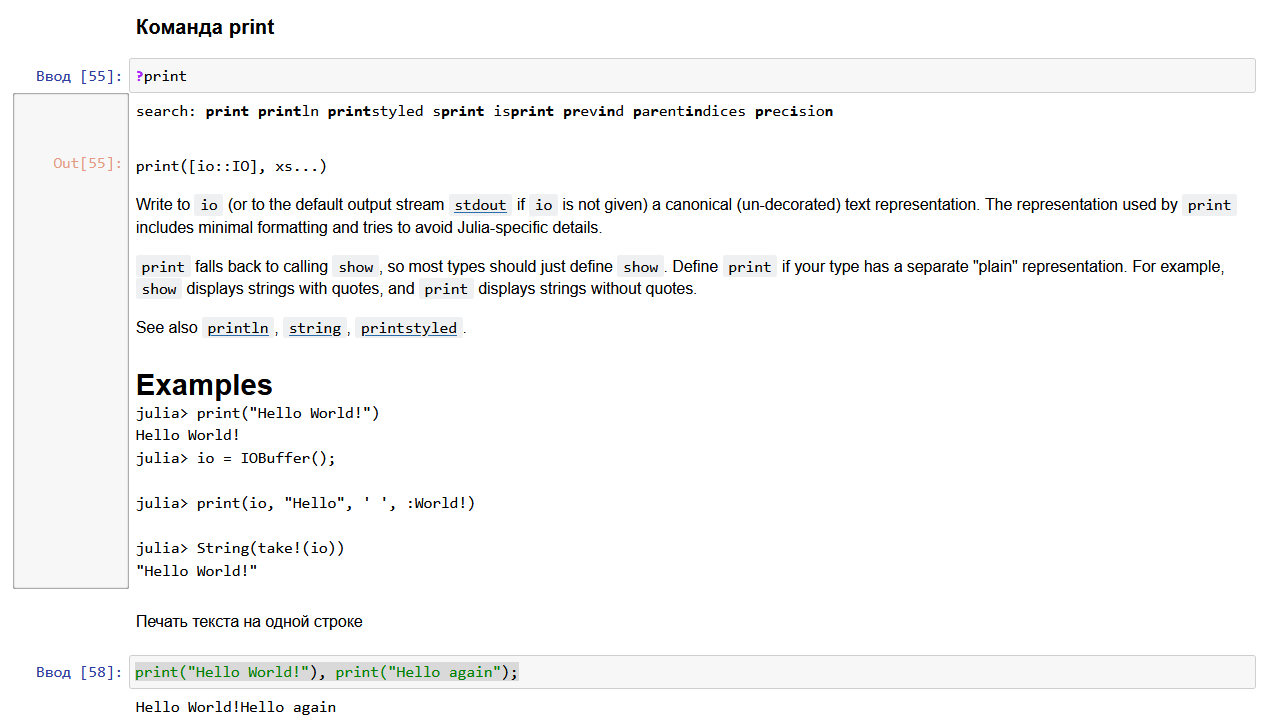 Команда print
Ввод [55]: ?print
search: print println printstyled sprint isprint prevind parentindices precision
Out[55]: print([io::IO], xs...)
Write to io (or to the default output stream stdout if io is not given) a canonical (un-decorated) text representation. The representation used by print
includes minimal formatting and tries to avoid Julia-specific details.
print falls back to calling show, so most types should just define show. Define print if your type has a separate "plain" representation. For example,
show displays strings with quotes, and print displays strings without quotes.
See also println, string, printstyled.
Examples
julia> print("Hello World!")
Hello World!
julia> io = IOBuffer();
julia> print(io, "Hello", ' ', :World!)
julia> String(take!(io))
"Hello World!"
Печать текста на одной строке
Ввод [58]: print("Hello World!"), print("Hello again");
Hello World!Hello again